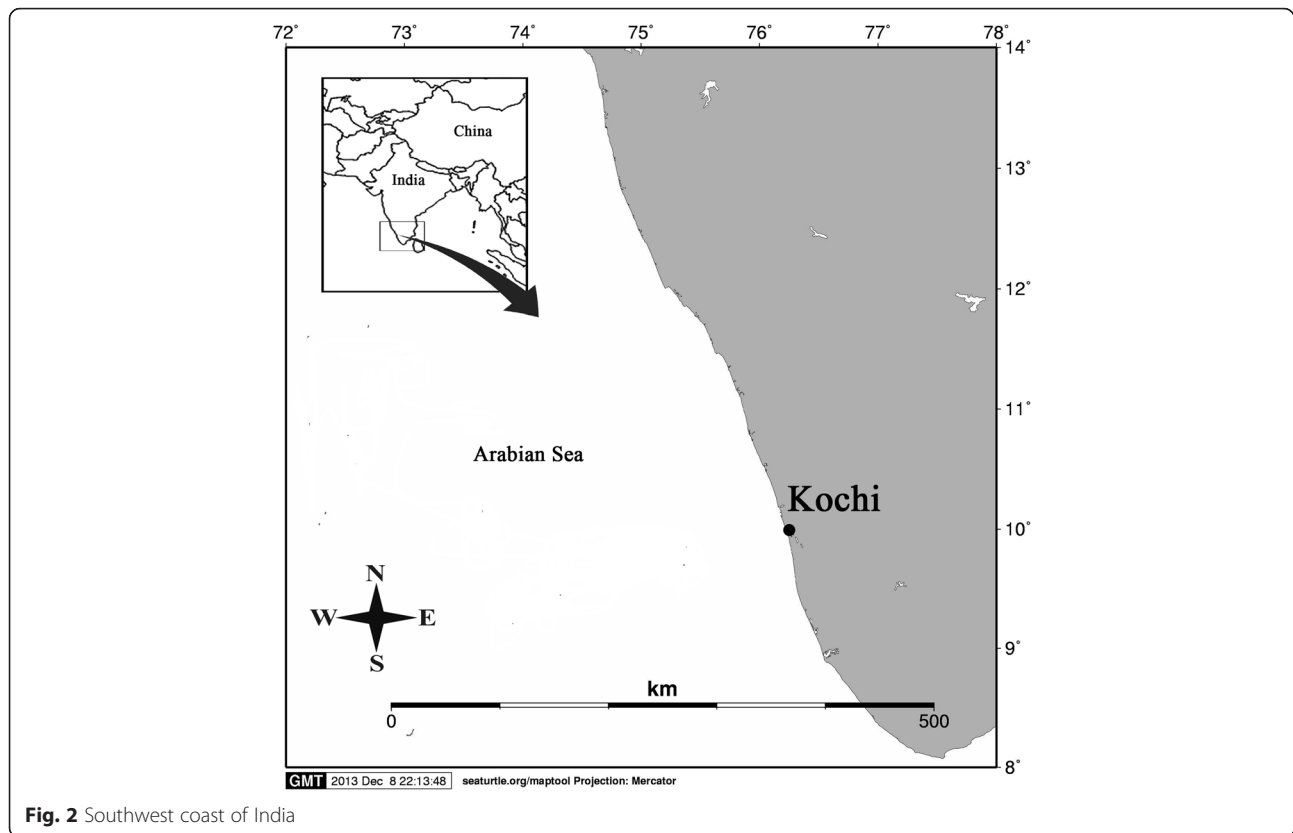 72˚ 73˚ 74˚ 75˚ 76˚ 77˚ 78˚
14˚
China
13˚
India
12˚
11˚
Arabian Sea
Kochi
10˚
N
W E
9˚
S
km
0 500
8˚
GMT 2013 Dec 8 22:13:48 seaturtle.org/maptool Projection: Mercator
Fig. 2 Southwest coast of India